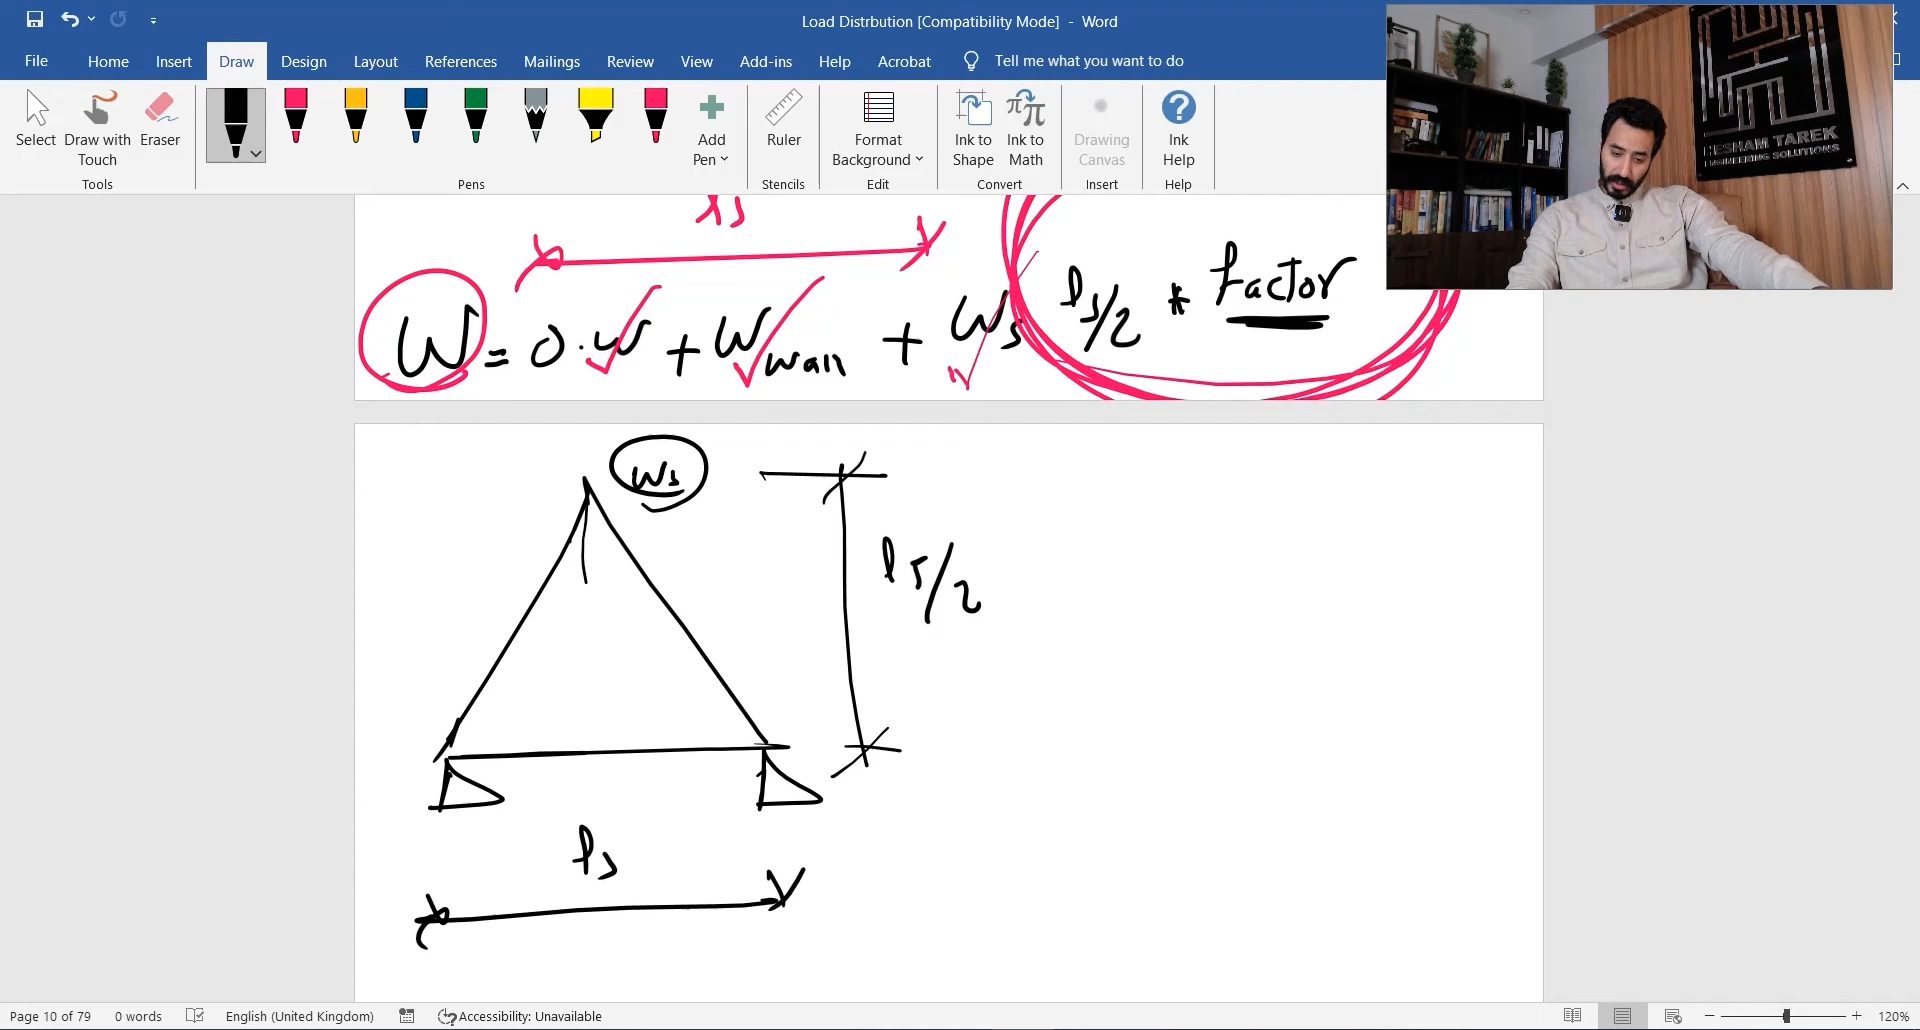 Load Distrbution [Compatibility Mode] - Word
File Home Insert Draw Design Layout References Mailings Review View Add-ins Help Acrobat Tell me what you want to do
Select
Draw with Touch
Eraser
Add Pen
Ruler
Format Background
Ink to Shape
Ink to Math
Drawing Canvas
Ink Help
Tools Pens Stencils Edit Convert Insert Help
HESHAM TAREK
ENGINEERING SOLUTIONS
ls
W = o.w + Wwall + Ws ls/2 * factor
Ws
ls/2
ls
Page 10 of 79 0 words English (United Kingdom) Accessibility: Unavailable 120%